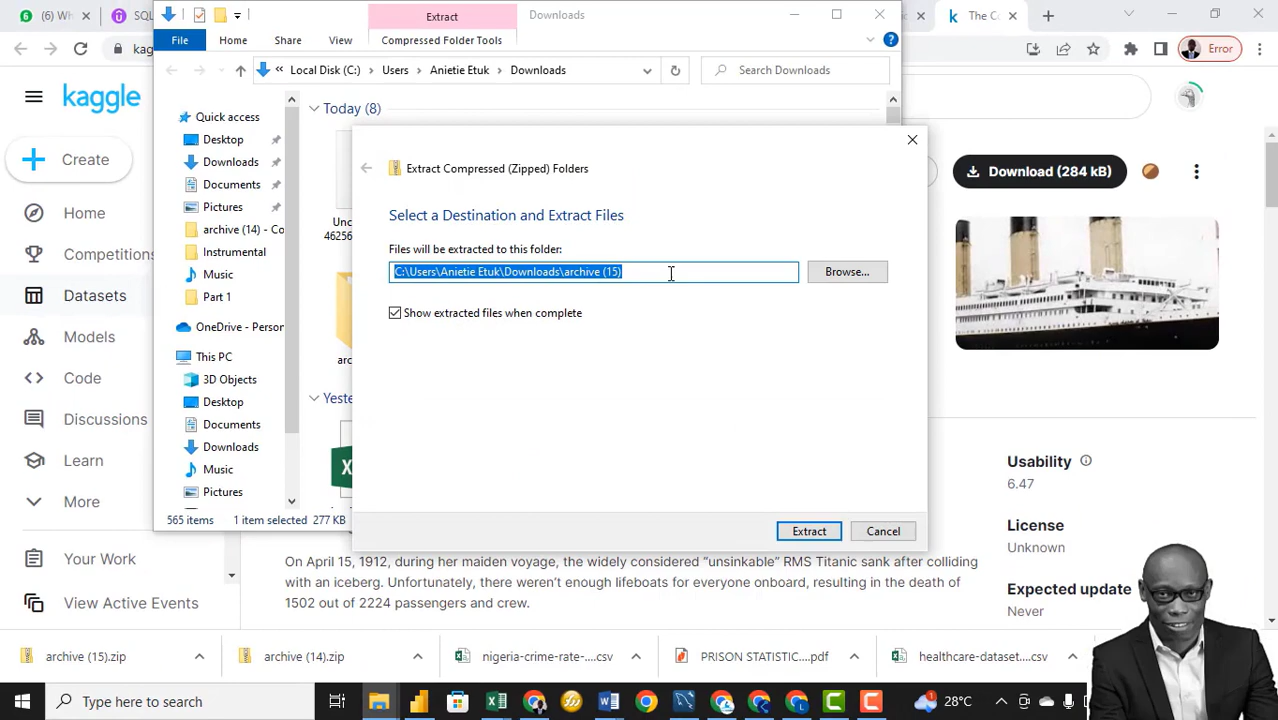 (6) Wh
SQL
Extract
Downloads
The Co
File
Home
Share
View
Compressed Folder Tools
kag
Error
Local Disk (C:)
Users
Anietie Etuk
Downloads
Search Downloads
kaggle
Create
Home
Competitions
Datasets
Models
Code
Discussions
Learn
More
Your Work
View Active Events
Quick access
Desktop
Downloads
Documents
Pictures
archive (14) - Co
Instrumental
Music
Part 1
OneDrive - Person
This PC
3D Objects
Desktop
Documents
Downloads
Music
Pictures
Today (8)
Unc
46256
arc
Yeste
565 items
1 item selected
277 KB
Extract Compressed (Zipped) Folders
Select a Destination and Extract Files
Files will be extracted to this folder:
C:\Users\Anietie Etuk\Downloads\archive (15)
Browse...
Show extracted files when complete
Extract
Cancel
Download (284 kB)
Usability
6.47
License
Unknown
Expected update
Never
On April 15, 1912, during her maiden voyage, the widely considered “unsinkable” RMS Titanic sank after colliding
with an iceberg. Unfortunately, there weren’t enough lifeboats for everyone onboard, resulting in the death of
1502 out of 2224 passengers and crew.
archive (15).zip
archive (14).zip
nigeria-crime-rate-....csv
PRISON STATISTIC....pdf
healthcare-dataset....csv
Type here to search
28°C